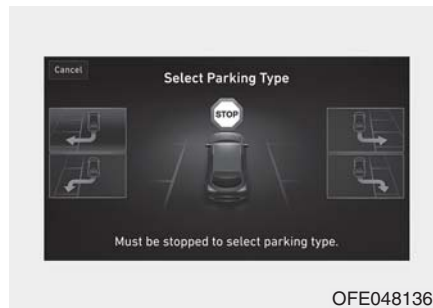 Cancel
Select Parking Type
STOP
Must be stopped to select parking type.
OFE048136